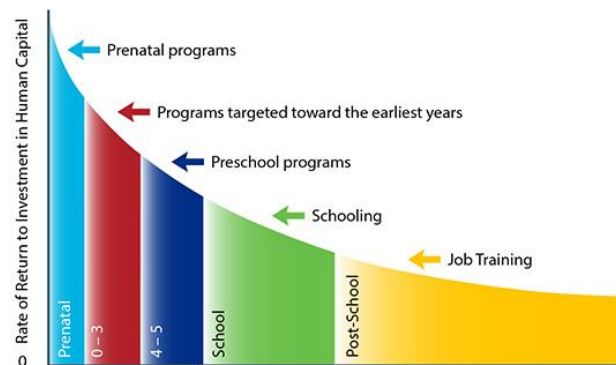 Rate of Return to Investment in Human Capital
Prenatal programs
Programs targeted toward the earliest years
Preschool programs
Schooling
Job Training
Prenatal
0 – 3
4 – 5
School
Post-School
0